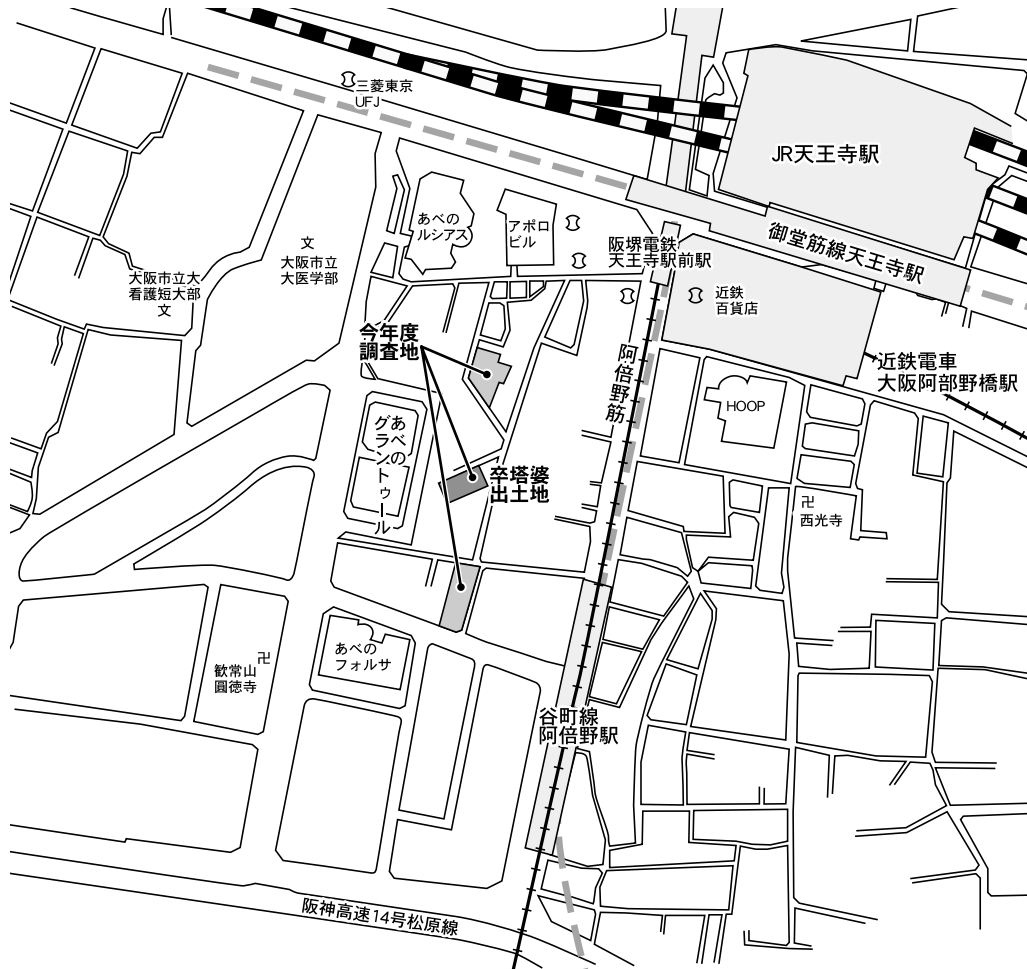 三菱東京
UFJ
JR天王寺駅
あべの
ルシアス
アポロ
ビル
御堂筋線天王寺駅
阪堺電鉄
天王寺駅前駅
文
大阪市立
大医学部
大阪市立大
看護短大部
文
近鉄
百貨店
今年度
調査地
阿倍野筋
近鉄電車
大阪阿部野橋駅
HOOP
あべの
グラントゥール
卒塔婆
出土地
卍
西光寺
あべの
フォルサ
卍
歓常山
圓徳寺
谷町線
阿倍野駅
阪神高速14号松原線